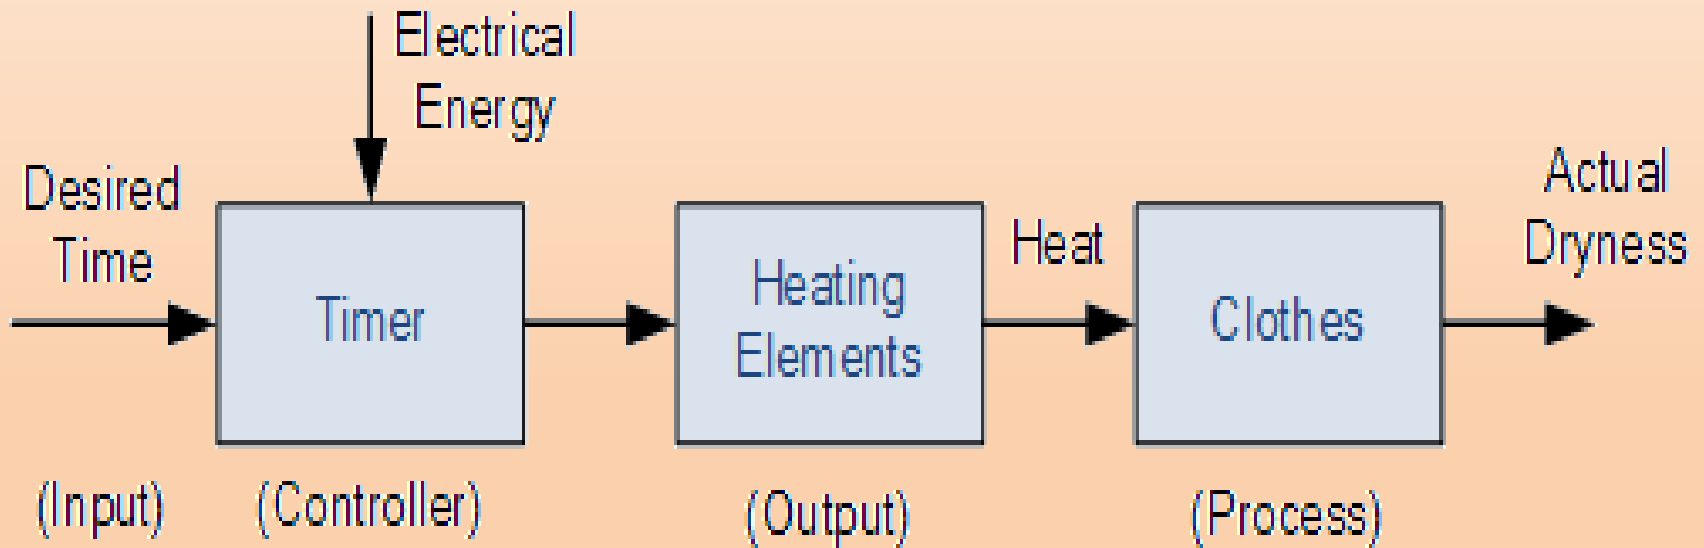 Electrical
Energy
Desired
Time
Timer
Heating
Elements
Heat
Clothes
Actual
Dryness
(Input)
(Controller)
(Output)
(Process)